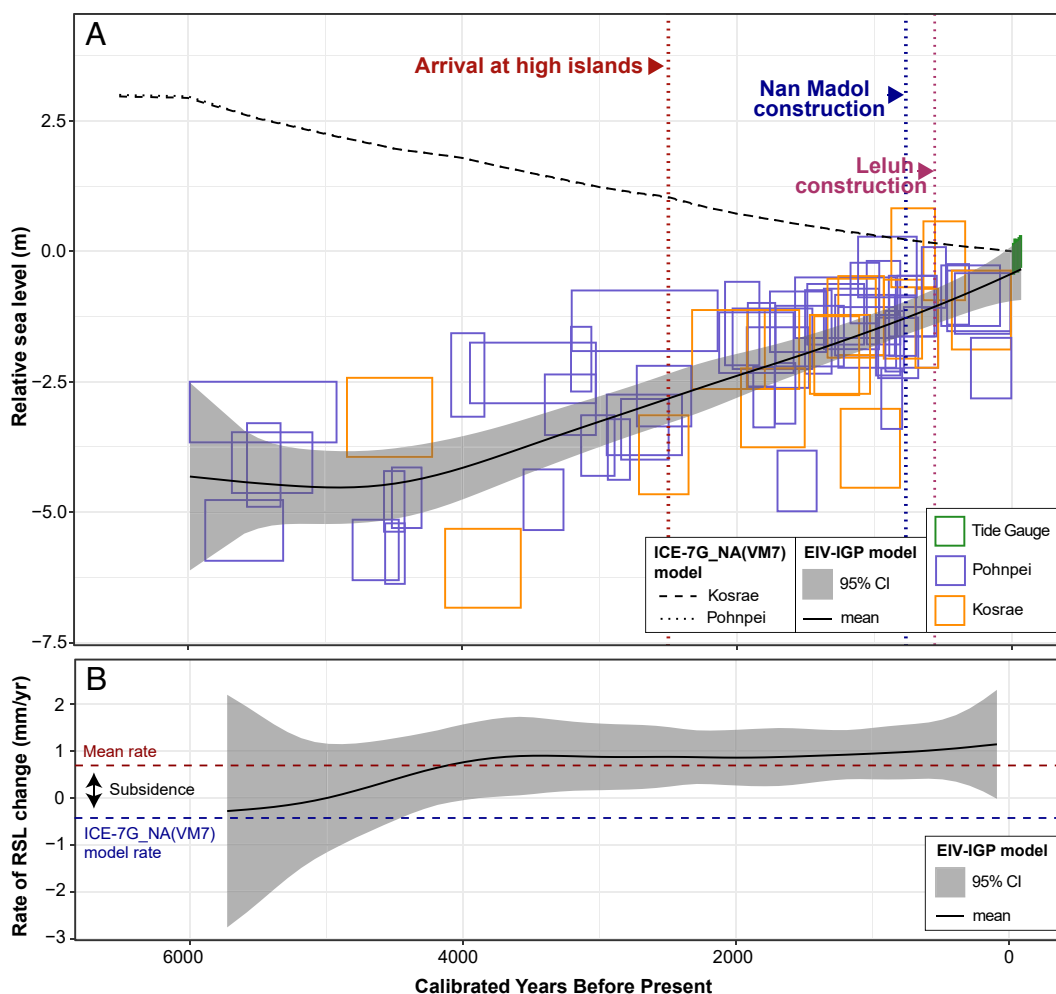 A
Arrival at high islands
Nan Madol
construction
Leluh
construction
Relative sea level (m)
2.5
0.0
−2.5
−5.0
−7.5
ICE-7G_NA(VM7)
model
Kosrae
Pohnpei
EIV-IGP model
95% CI
mean
Tide Gauge
Pohnpei
Kosrae
B
Rate of RSL change (mm/yr)
2
1
0
−1
−2
−3
Mean rate
Subsidence
ICE-7G_NA(VM7)
model rate
EIV-IGP model
95% CI
mean
6000
4000
2000
0
Calibrated Years Before Present